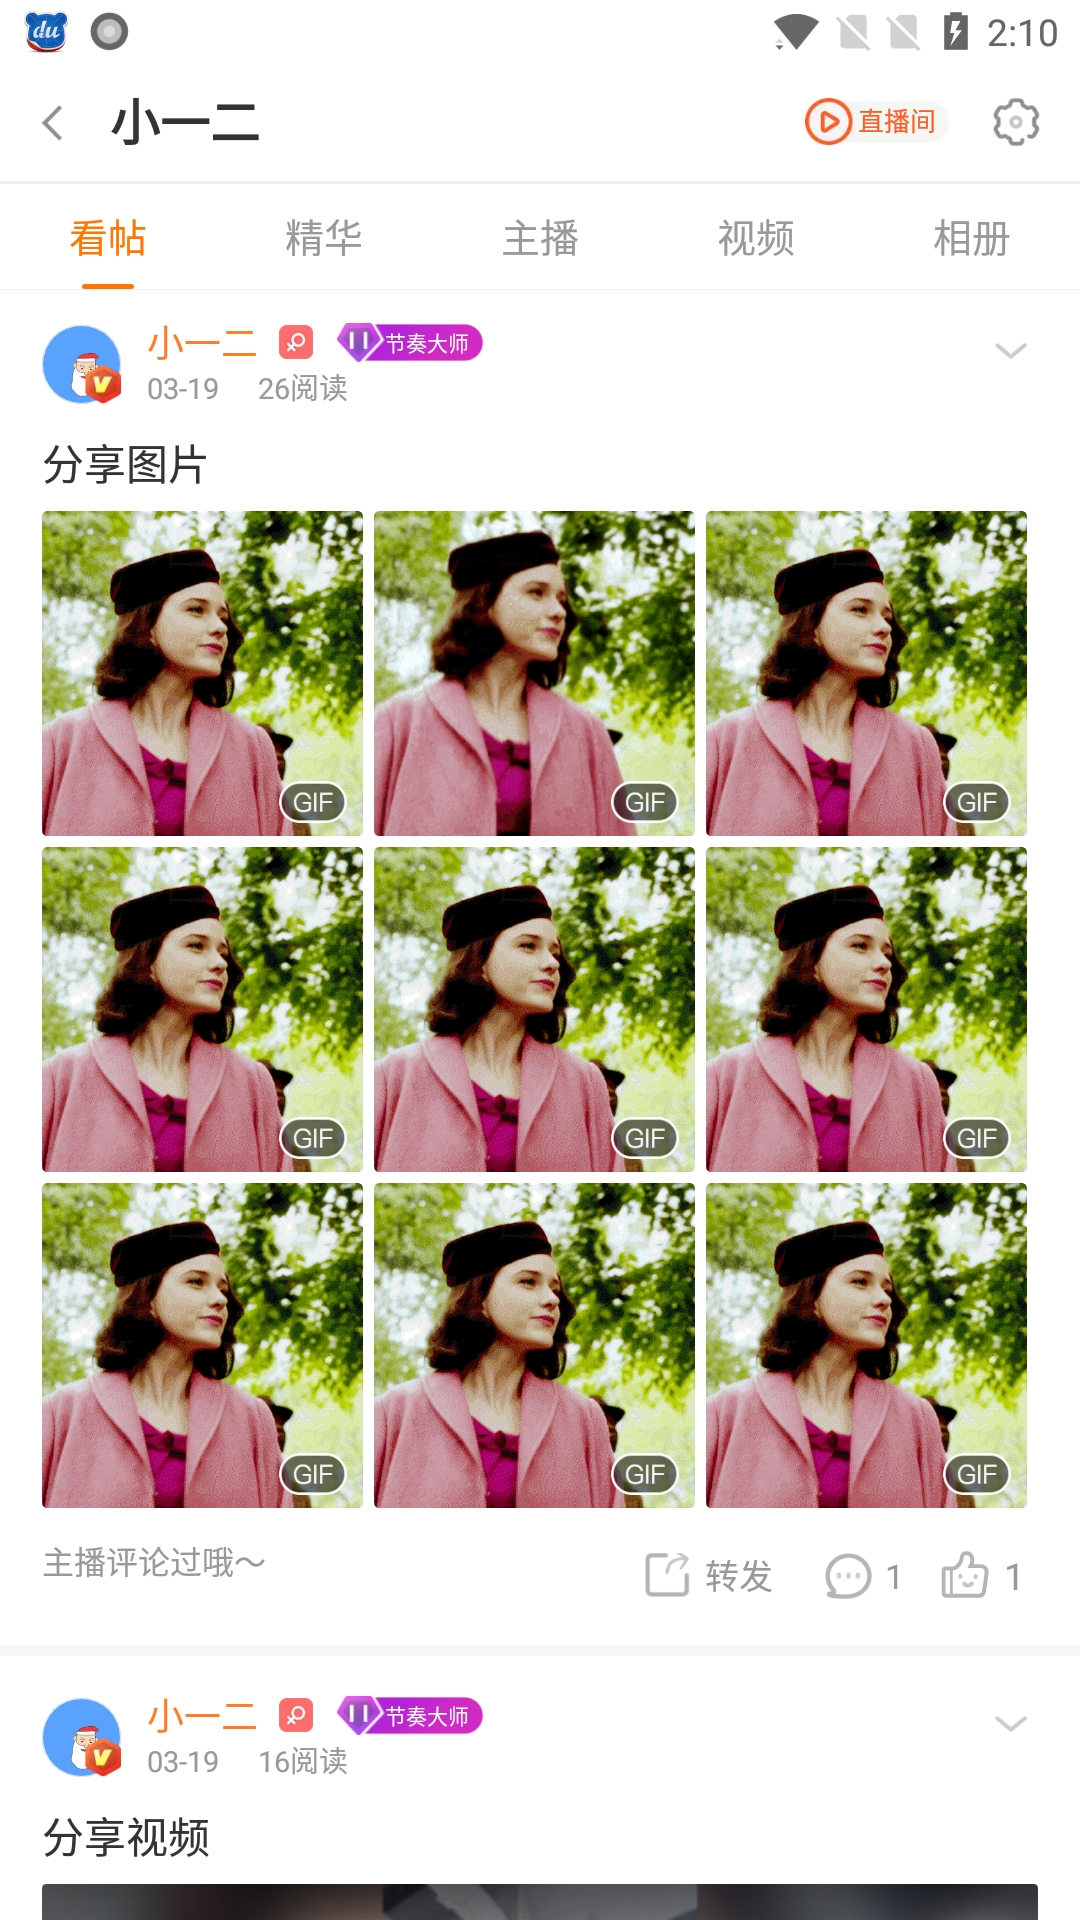 du 2:10
小一二 直播间
看帖 精华 主播 视频 相册
小一二 II 节奏大师
03-19 26阅读
分享图片
GIF GIF GIF
GIF GIF GIF
GIF GIF GIF
主播评论过哦～ 转发 1 1
小一二 II 节奏大师
03-19 16阅读
分享视频